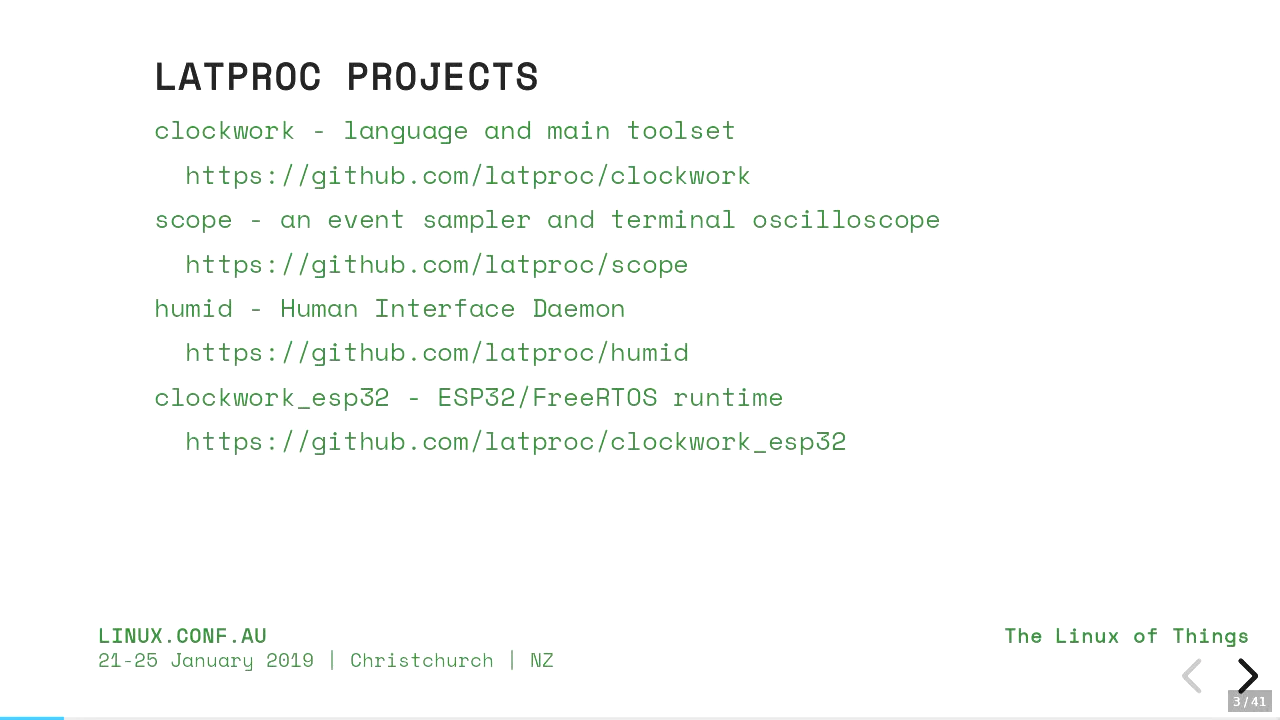 LATPROC PROJECTS
clockwork - language and main toolset
https://github.com/latproc/clockwork
scope - an event sampler and terminal oscilloscope
https://github.com/latproc/scope
humid - Human Interface Daemon
https://github.com/latproc/humid
clockwork_esp32 - ESP32/FreeRTOS runtime
https://github.com/latproc/clockwork_esp32
LINUX.CONF.AU
21-25 January 2019 | Christchurch | NZ
The Linux of Things
3 / 41